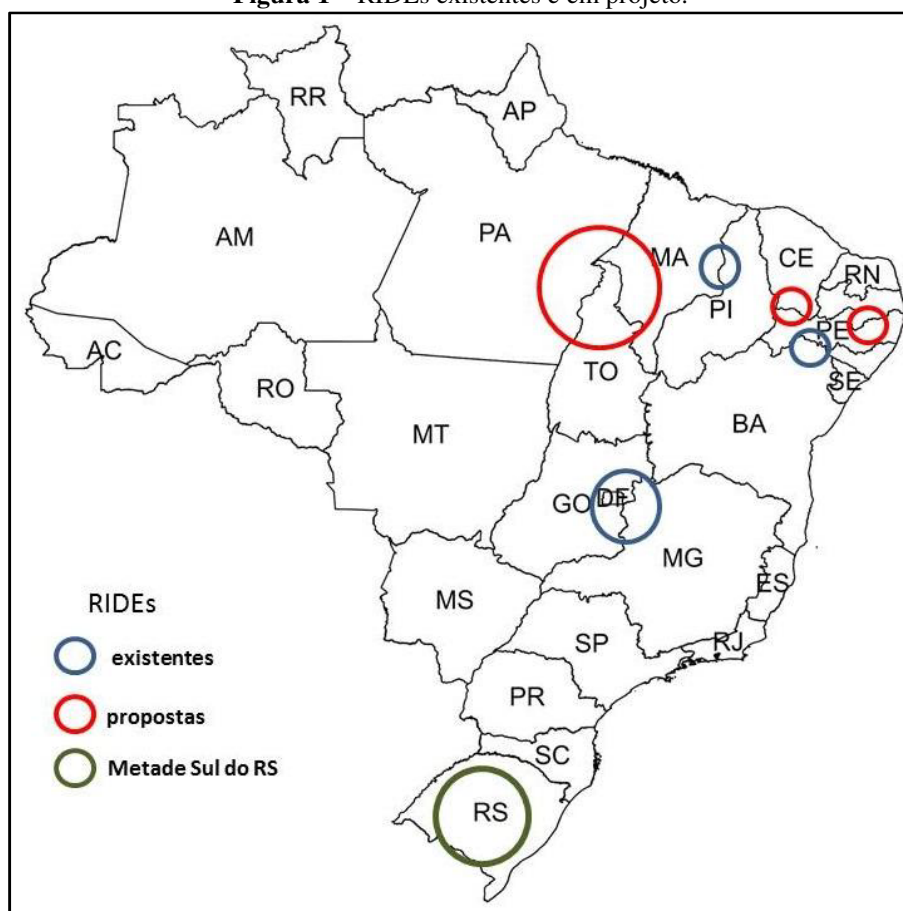 Figura 1 – RIDEs existentes e em projeto.
RR
AP
AM
PA
MA
CE
RN
PI
PE
AC
TO
SE
RO
BA
MT
GO
DF
MG
ES
MS
SP
RJ
PR
SC
RS
RIDEs
existentes
propostas
Metade Sul do RS